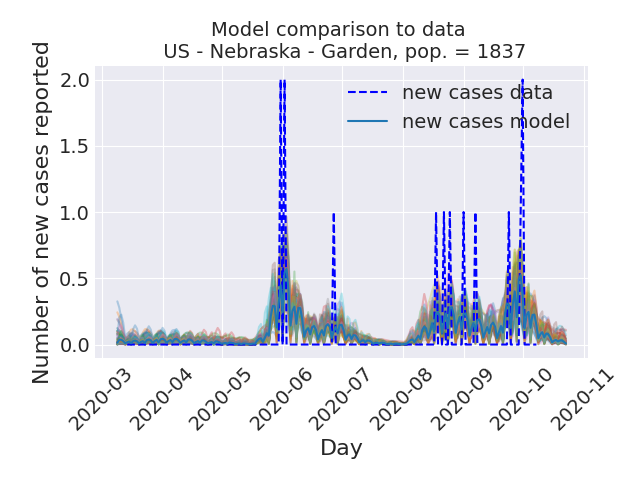 Model comparison to data
US - Nebraska - Garden, pop. = 1837
Number of new cases reported
2.0
1.5
1.0
0.5
0.0
new cases data
new cases model
2020-03
2020-04
2020-05
2020-06
2020-07
2020-08
2020-09
2020-10
2020-11
Day